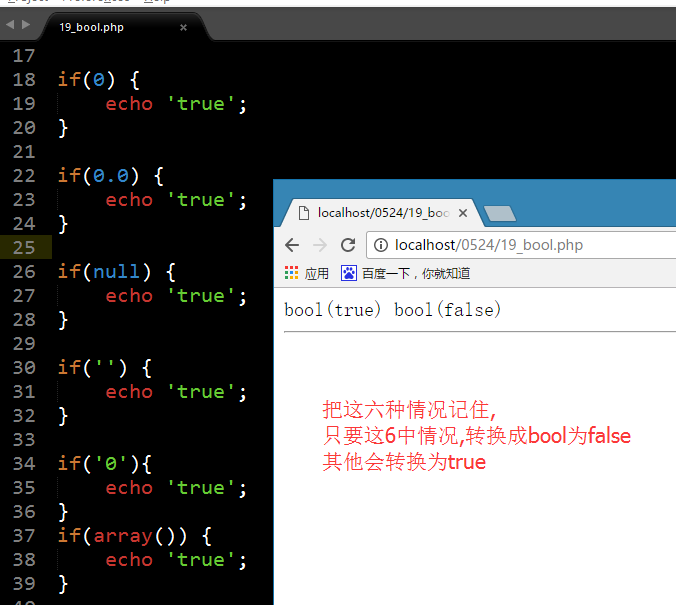 Project Preferences Help
19_bool.php ×
17
18 if(0) {
19 echo 'true';
20 }
21
22 if(0.0) {
23 echo 'true';
24 }
25
26 if(null) {
27 echo 'true';
28 }
29
30 if('') {
31 echo 'true';
32 }
33
34 if('0'){
35 echo 'true';
36 }
37 if(array()) {
38 echo 'true';
39 }
localhost/0524/19_boo ×
localhost/0524/19_bool.php
应用 百度一下，你就知道
bool(true) bool(false)
把这六种情况记住,
只要这6中情况,转换成bool为false
其他会转换为true